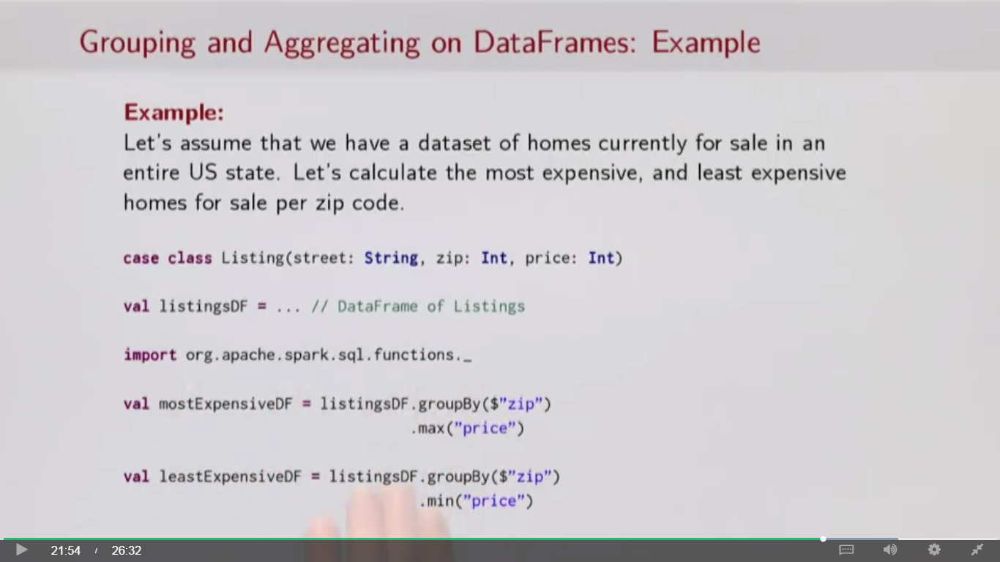 Grouping and Aggregating on DataFrames: Example
Example:
Let's assume that we have a dataset of homes currently for sale in an
entire US state. Let's calculate the most expensive, and least expensive
homes for sale per zip code.
case class Listing(street: String, zip: Int, price: Int)
val listingsDF = ... // DataFrame of Listings
import org.apache.spark.sql.functions._
val mostExpensiveDF = listingsDF.groupBy($"zip")
.max("price")
val leastExpensiveDF = listingsDF.groupBy($"zip")
.min("price")
21:54 / 26:32